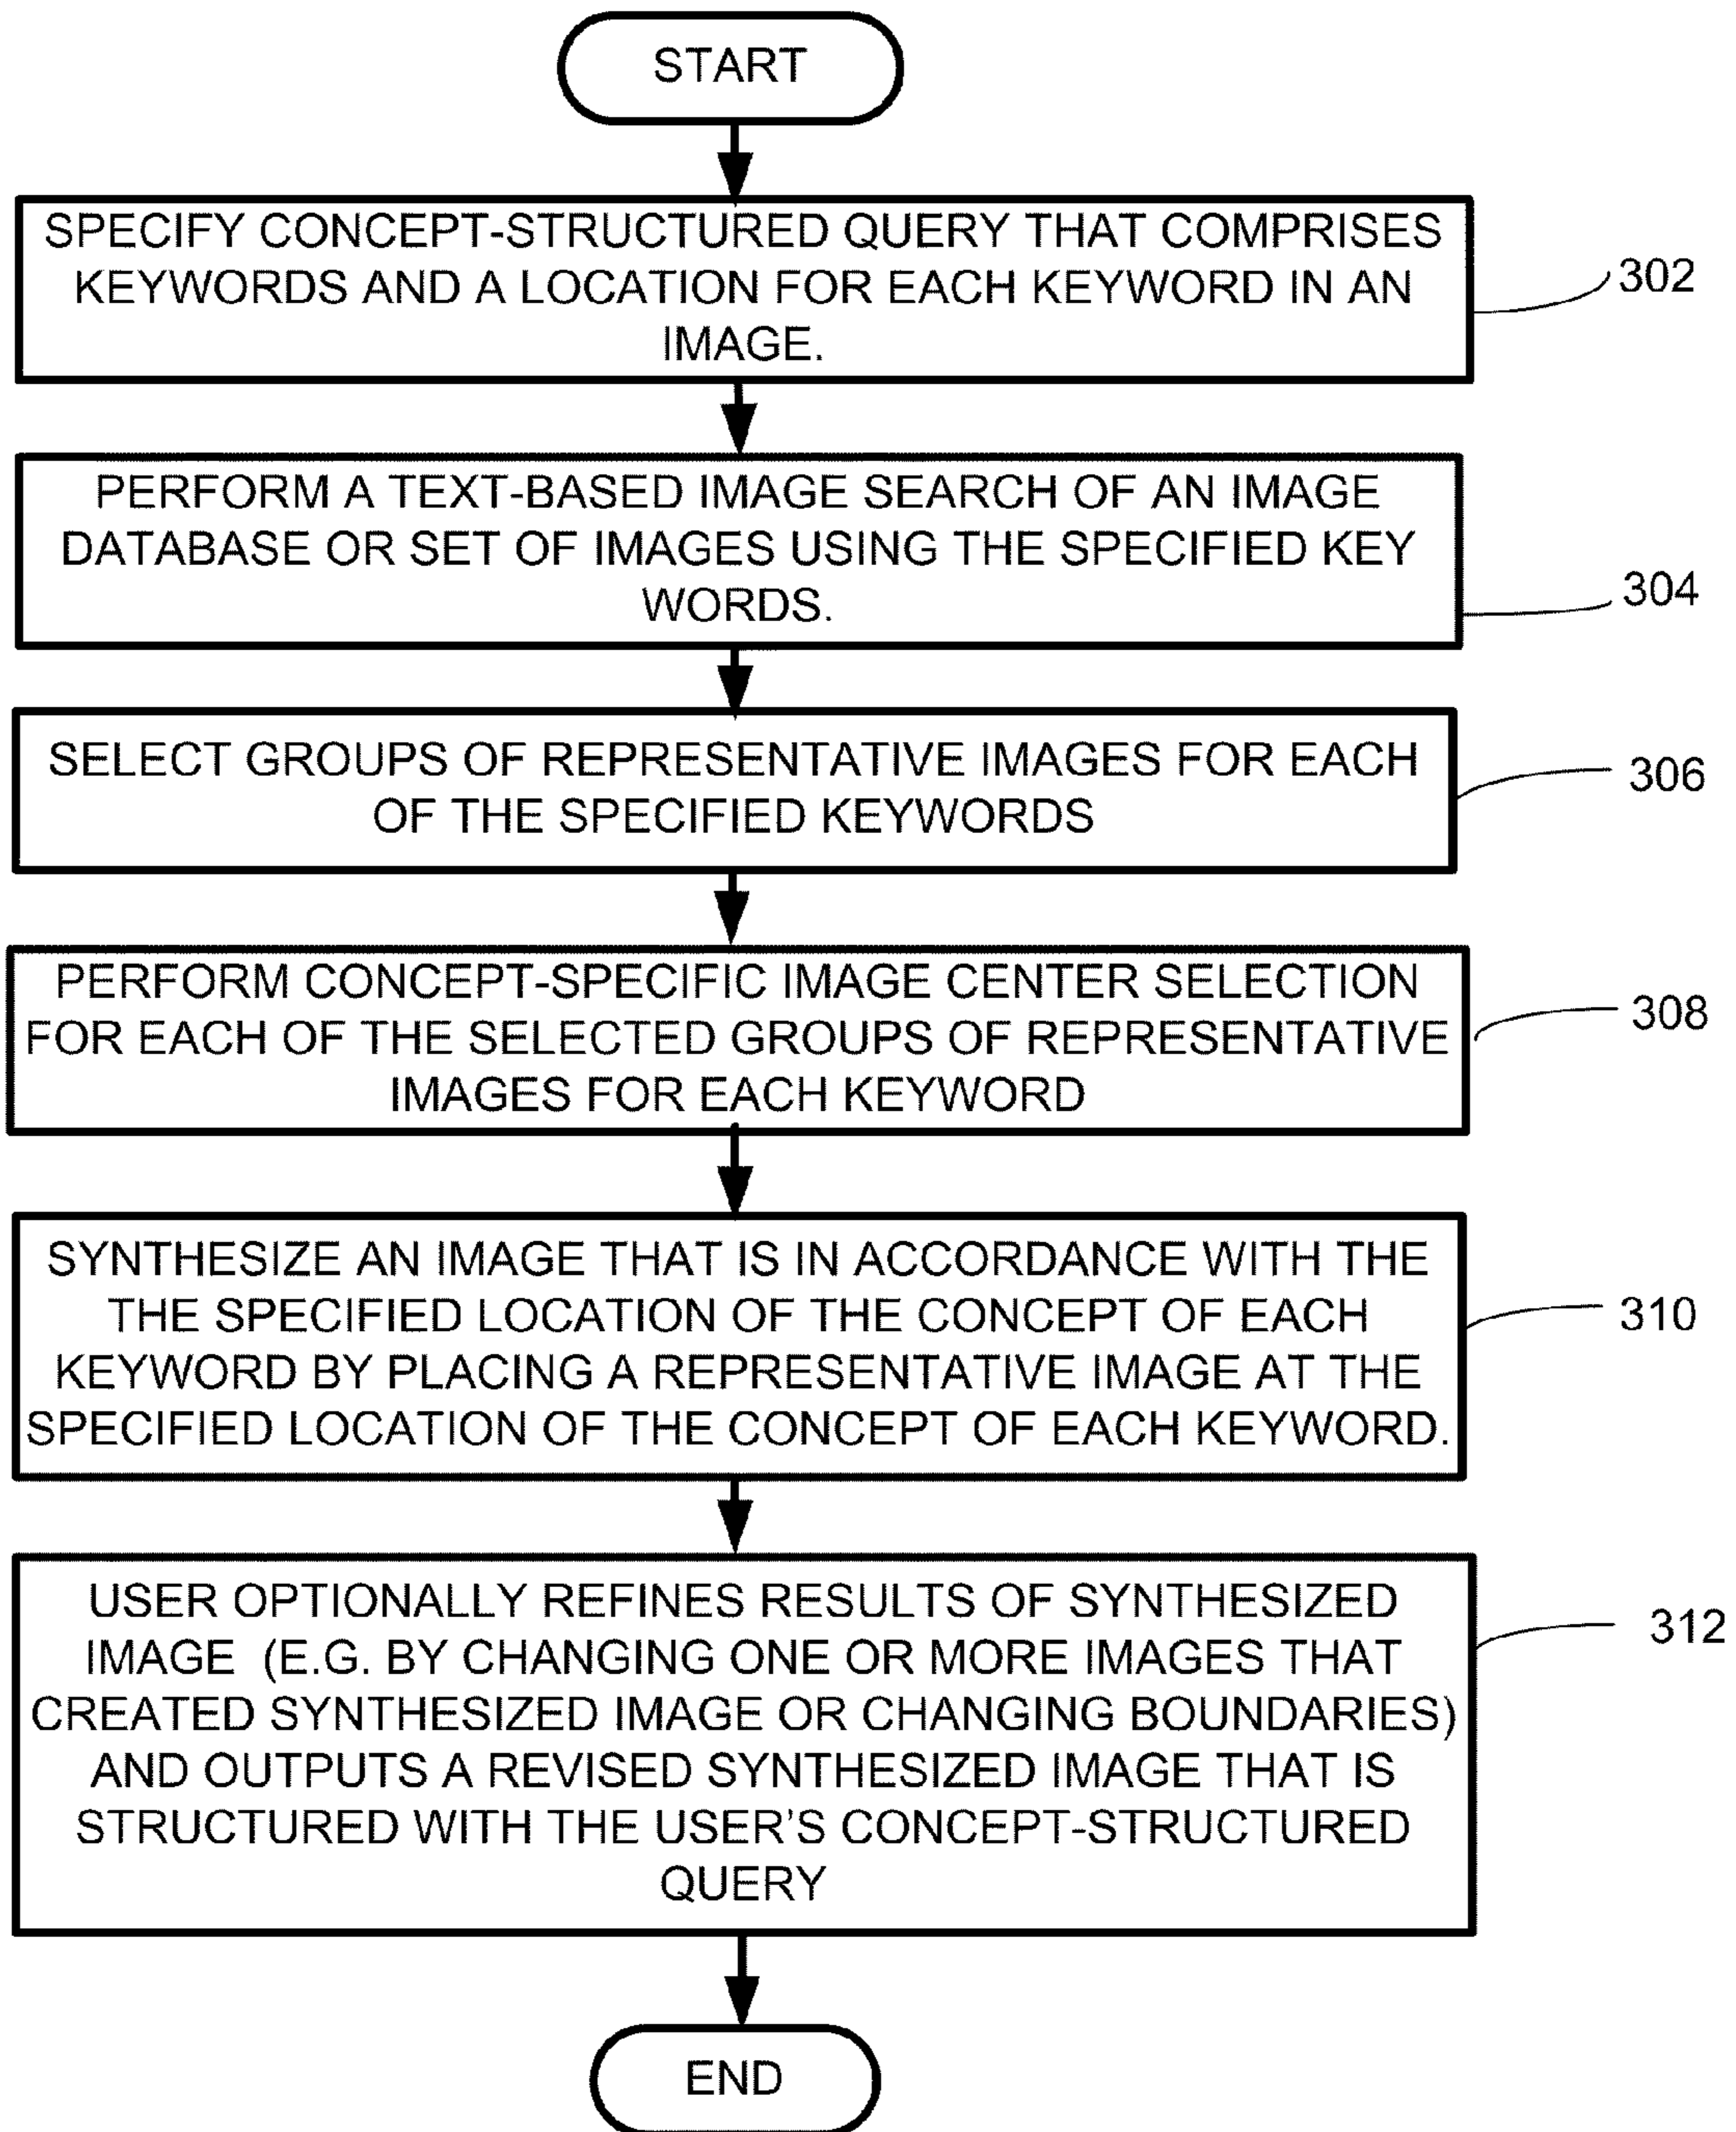 START
SPECIFY CONCEPT-STRUCTURED QUERY THAT COMPRISES
KEYWORDS AND A LOCATION FOR EACH KEYWORD IN AN
IMAGE.
302
PERFORM A TEXT-BASED IMAGE SEARCH OF AN IMAGE
DATABASE OR SET OF IMAGES USING THE SPECIFIED KEY
WORDS.
304
SELECT GROUPS OF REPRESENTATIVE IMAGES FOR EACH
OF THE SPECIFIED KEYWORDS
306
PERFORM CONCEPT-SPECIFIC IMAGE CENTER SELECTION
FOR EACH OF THE SELECTED GROUPS OF REPRESENTATIVE
IMAGES FOR EACH KEYWORD
308
SYNTHESIZE AN IMAGE THAT IS IN ACCORDANCE WITH THE
THE SPECIFIED LOCATION OF THE CONCEPT OF EACH
KEYWORD BY PLACING A REPRESENTATIVE IMAGE AT THE
SPECIFIED LOCATION OF THE CONCEPT OF EACH KEYWORD.
310
USER OPTIONALLY REFINES RESULTS OF SYNTHESIZED
IMAGE (E.G. BY CHANGING ONE OR MORE IMAGES THAT
CREATED SYNTHESIZED IMAGE OR CHANGING BOUNDARIES)
AND OUTPUTS A REVISED SYNTHESIZED IMAGE THAT IS
STRUCTURED WITH THE USER’S CONCEPT-STRUCTURED
QUERY
312
END